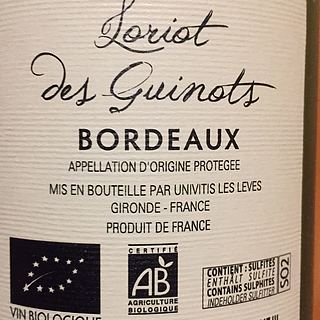 Loriot
des Guinots
BORDEAUX
APPELLATION D'ORIGINE PROTEGEE
MIS EN BOUTEILLE PAR UNIVITIS LES LEVES
GIRONDE - FRANCE
PRODUIT DE FRANCE
CERTIFIÉ
AB
AGRICULTURE
BIOLOGIQUE
CONTIENT : SULFITES
ENTHÄLT SULFITE
CONTAINS SULPHITES
INDEHOLDER SULFITTER
SO2
VIN BIOLOGIQUE